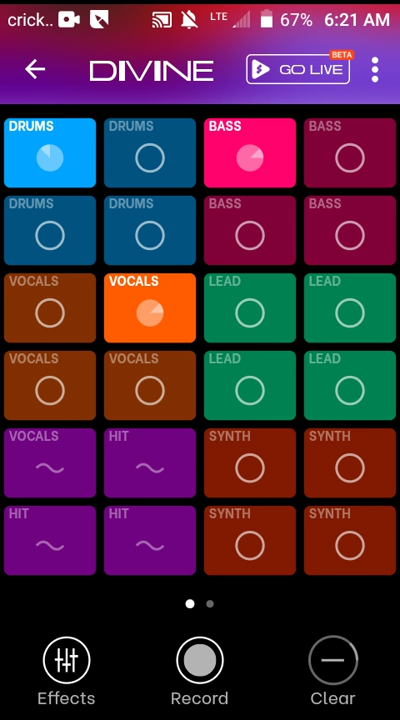 crick.. LTE 67% 6:21 AM
DIVINE GO LIVE BETA
DRUMS DRUMS BASS BASS
DRUMS DRUMS BASS BASS
VOCALS VOCALS LEAD LEAD
VOCALS VOCALS LEAD LEAD
VOCALS HIT SYNTH SYNTH
HIT HIT SYNTH SYNTH
Effects Record Clear